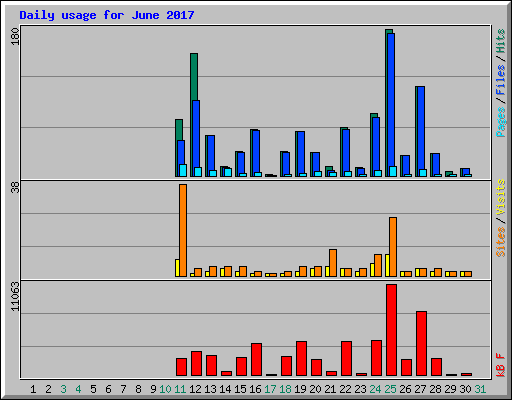 Daily usage for June 2017
180
Pages / Files / Hits
38
Sites / Visits
11063
kB F
1 2 3 4 5 6 7 8 9 10 11 12 13 14 15 16 17 18 19 20 21 22 23 24 25 26 27 28 29 30 31